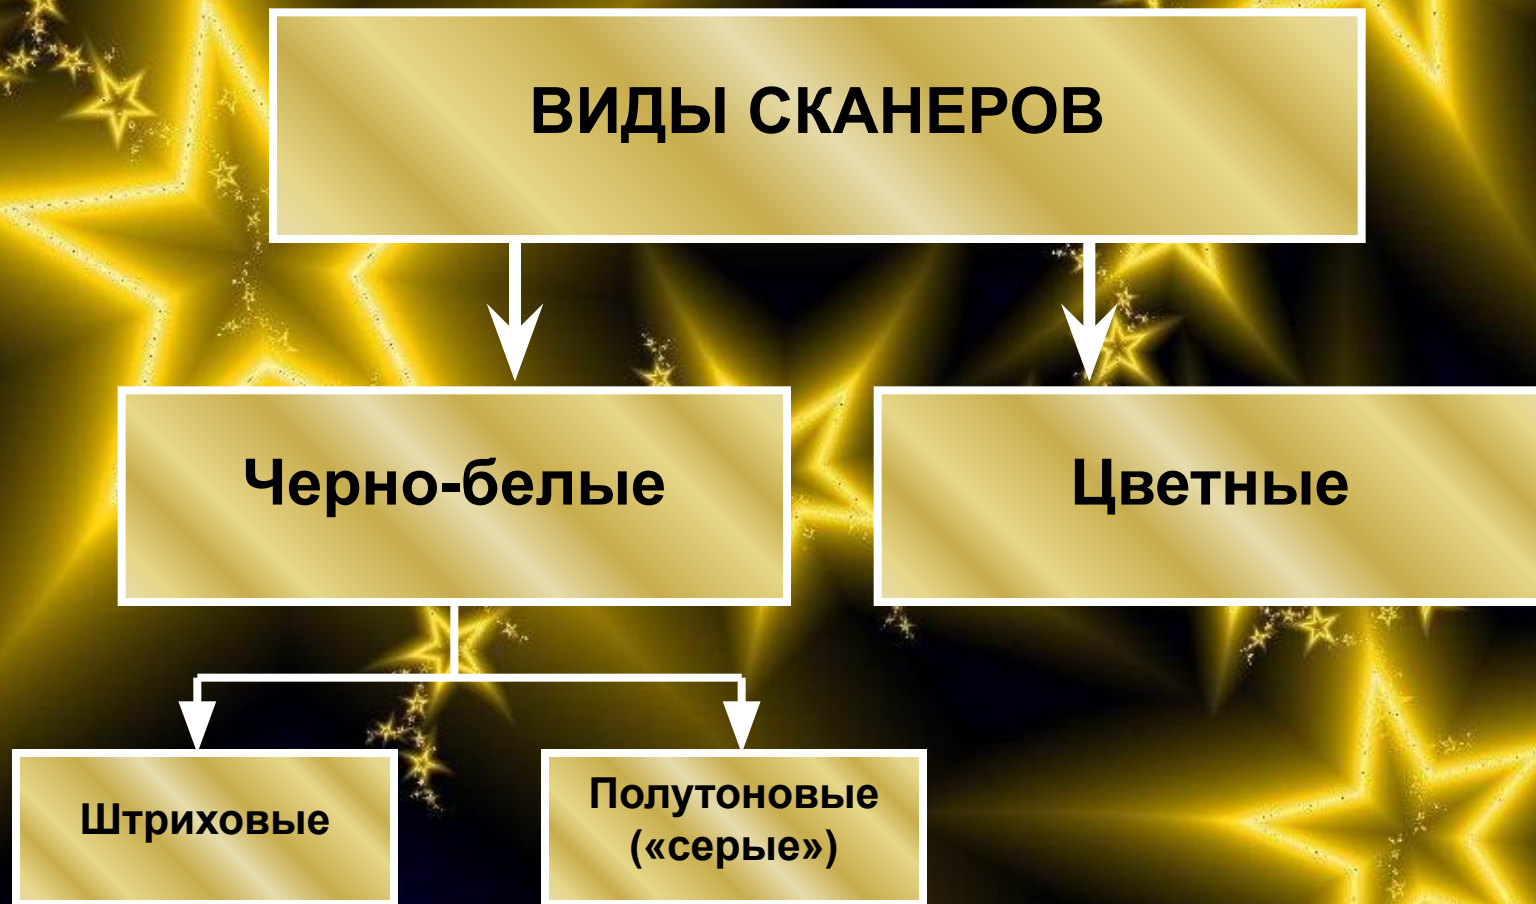 ВИДЫ СКАНЕРОВ
Черно-белые
Цветные
Штриховые
Полутоновые
(«серые»)